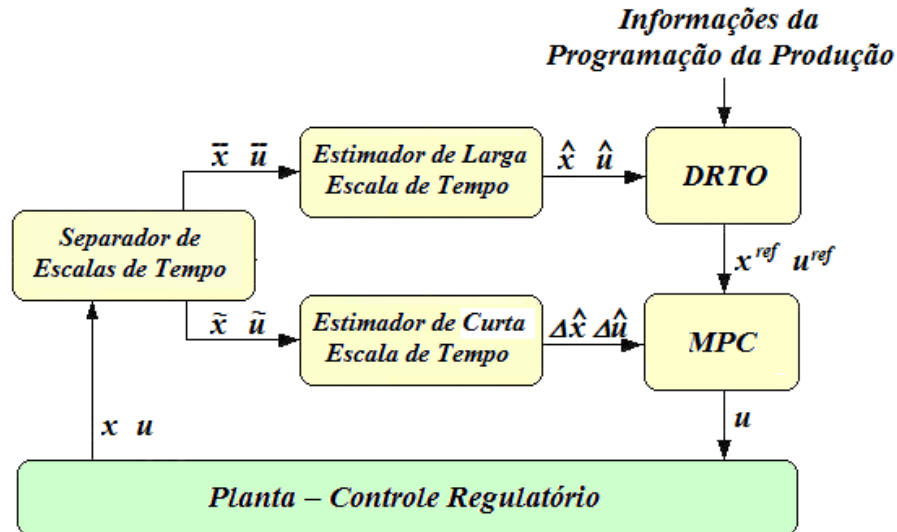 Informações da
Programação da Produção
x̄ ū
Estimador de Larga
Escala de Tempo
x̂ û
DRTO
Separador de
Escalas de Tempo
x^ref u^ref
x̃ ũ
Estimador de Curta
Escala de Tempo
Δx̂ Δû
MPC
x u
u
Planta – Controle Regulatório